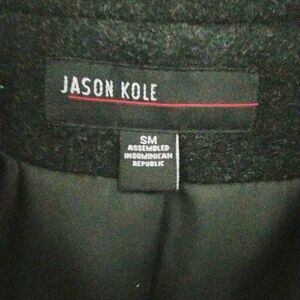 JASON KOLE
SM
ASSEMBLED
IN DOMINICAN
REPUBLIC